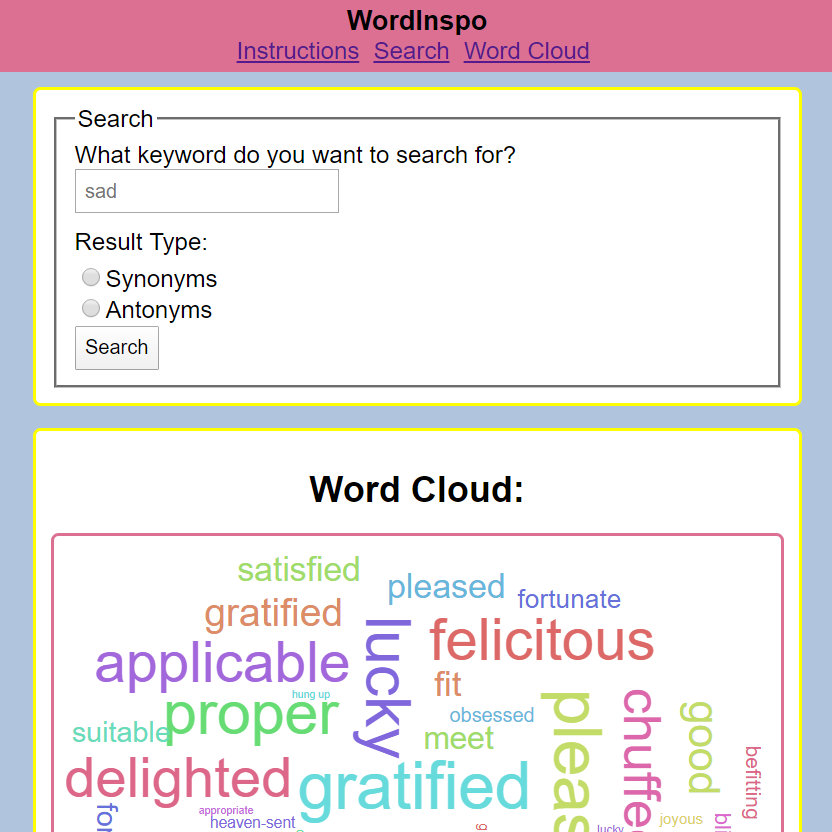 WordInspo
Instructions Search Word Cloud
Search
What keyword do you want to search for?
sad
Result Type:
Synonyms
Antonyms
Search
Word Cloud:
satisfied
pleased
fortunate
gratified
lucky
felicitous
applicable
fit
hung up
proper
obsessed
pleas
chuffe
good
suitable
meet
delighted
gratified
befitting
for
appropriate
heaven-sent
lucky
joyous
bl
g